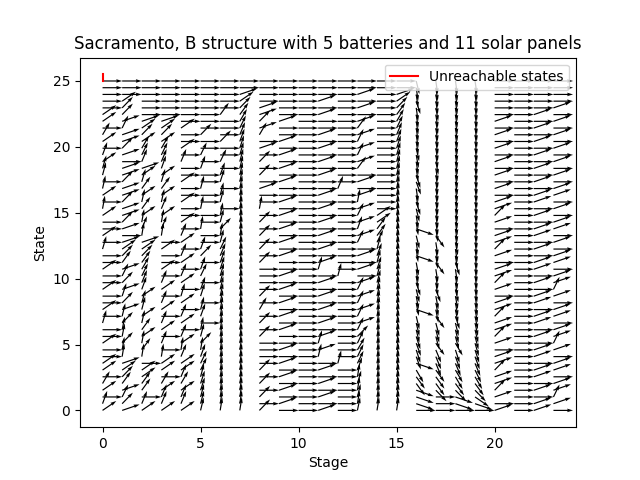 Sacramento, B structure with 5 batteries and 11 solar panels
Unreachable states
25
20
15
10
5
0
State
0 5 10 15 20
Stage